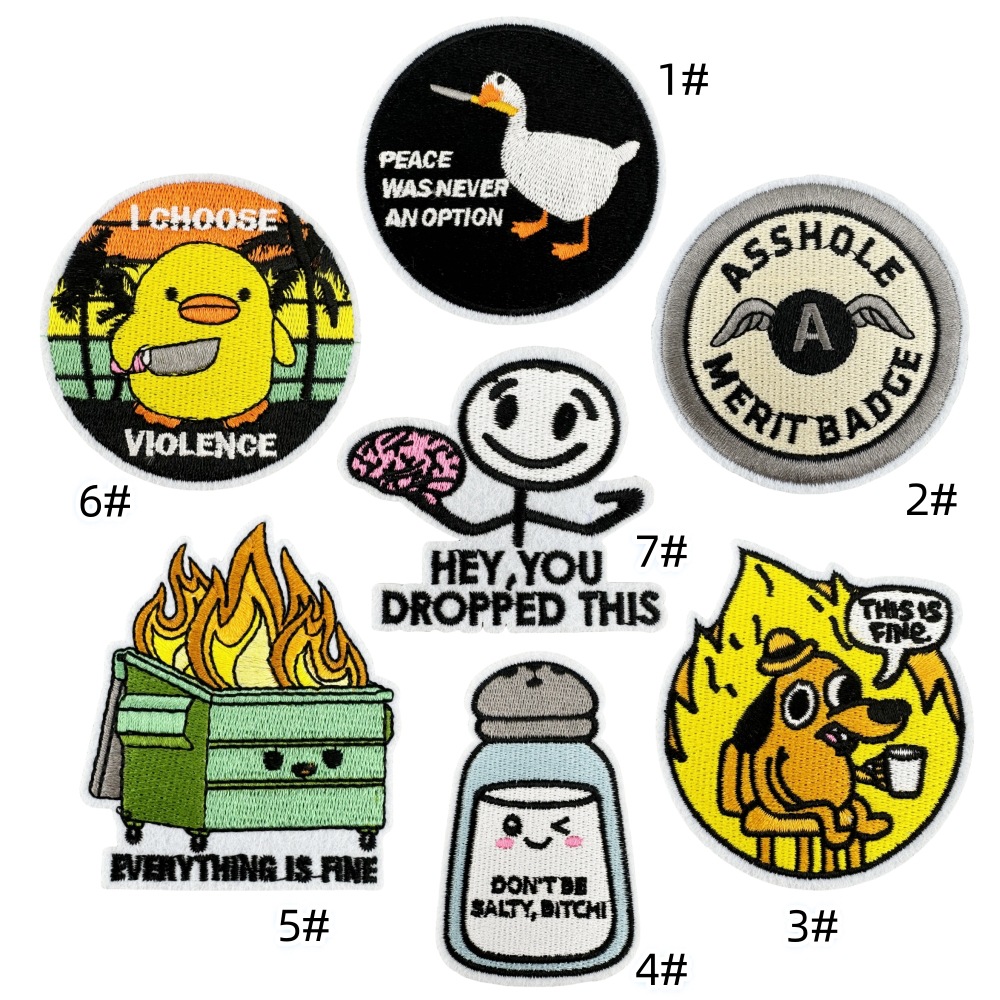 1#
PEACE
WAS NEVER
AN OPTION
I CHOOSE
VIOLENCE
6#
ASSHOLE
A
MERIT BADGE
2#
HEY, YOU
DROPPED THIS
7#
THIS IS
FINE.
3#
EVERYTHING IS FINE
5#
DON'T BE
SALTY, BITCH!
4#